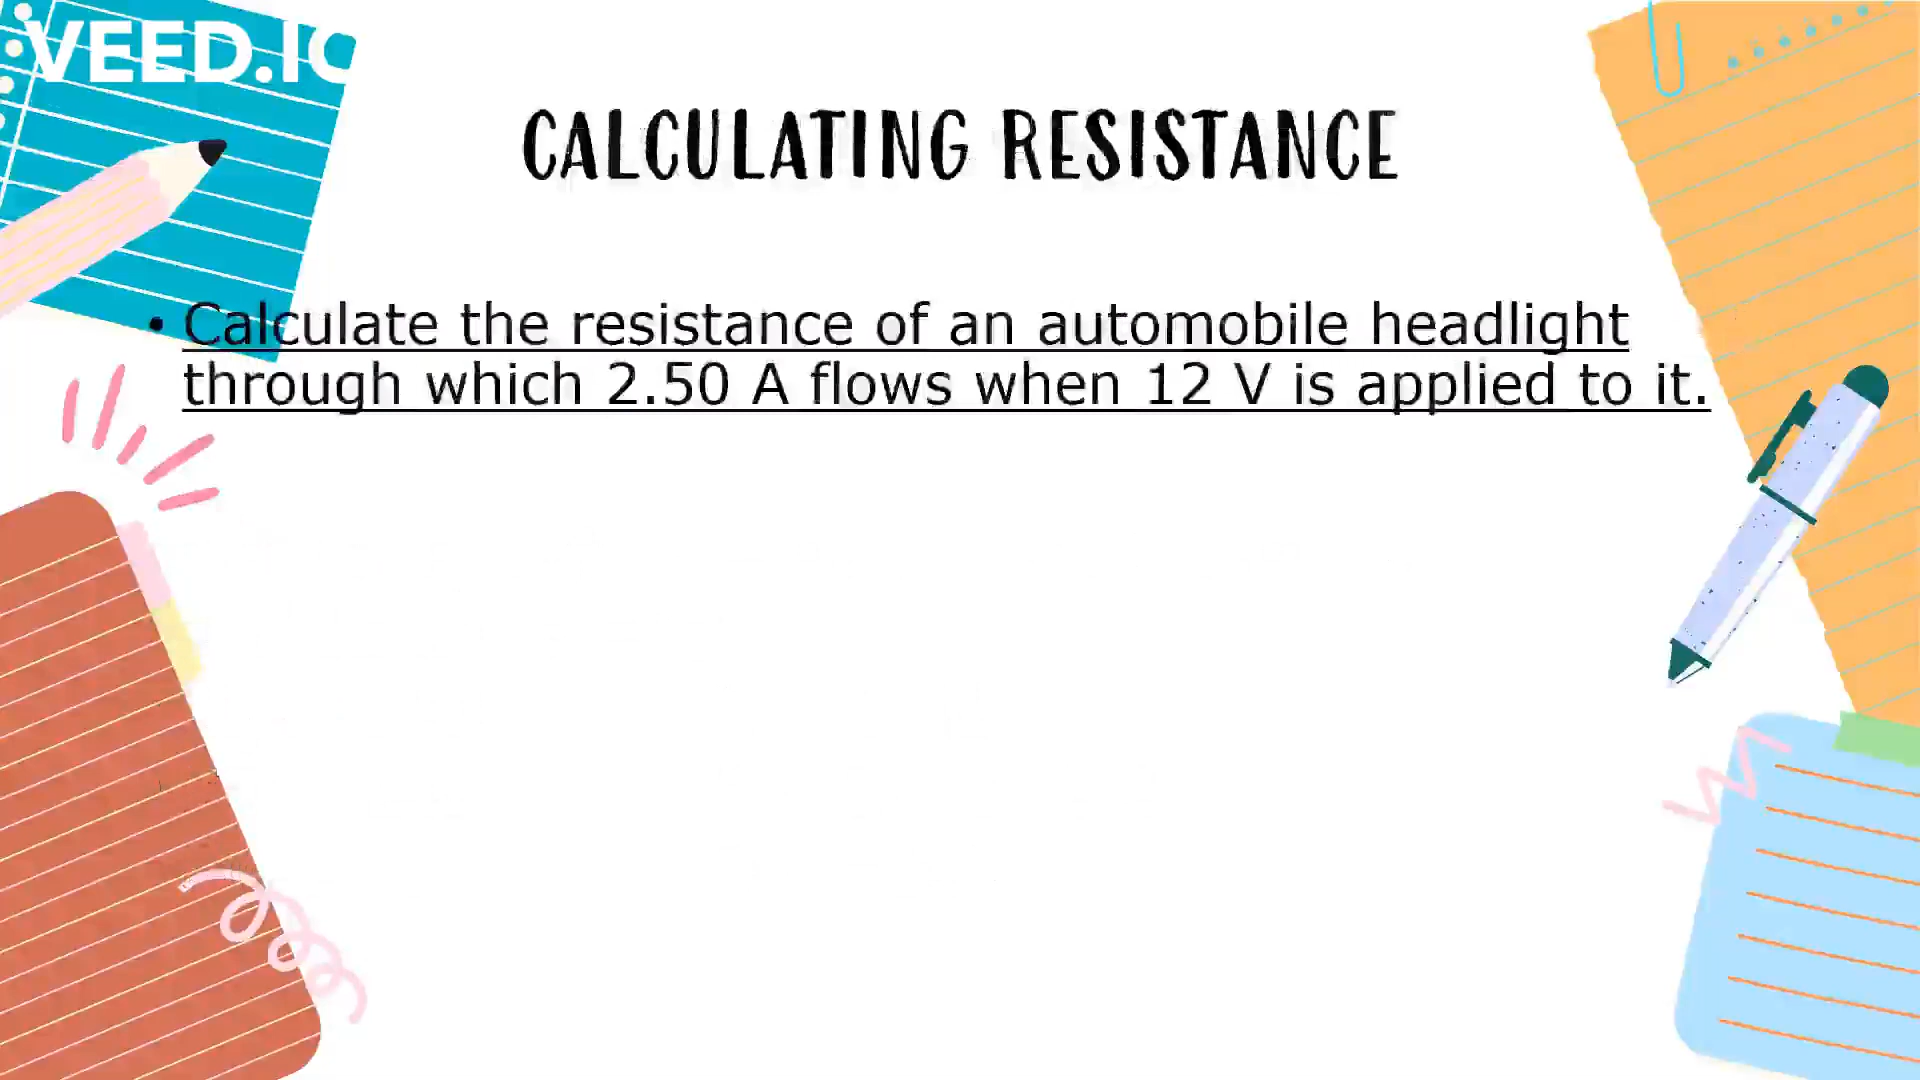 VEED.IO
CALCULATING RESISTANCE
• Calculate the resistance of an automobile headlight
through which 2.50 A flows when 12 V is applied to it.